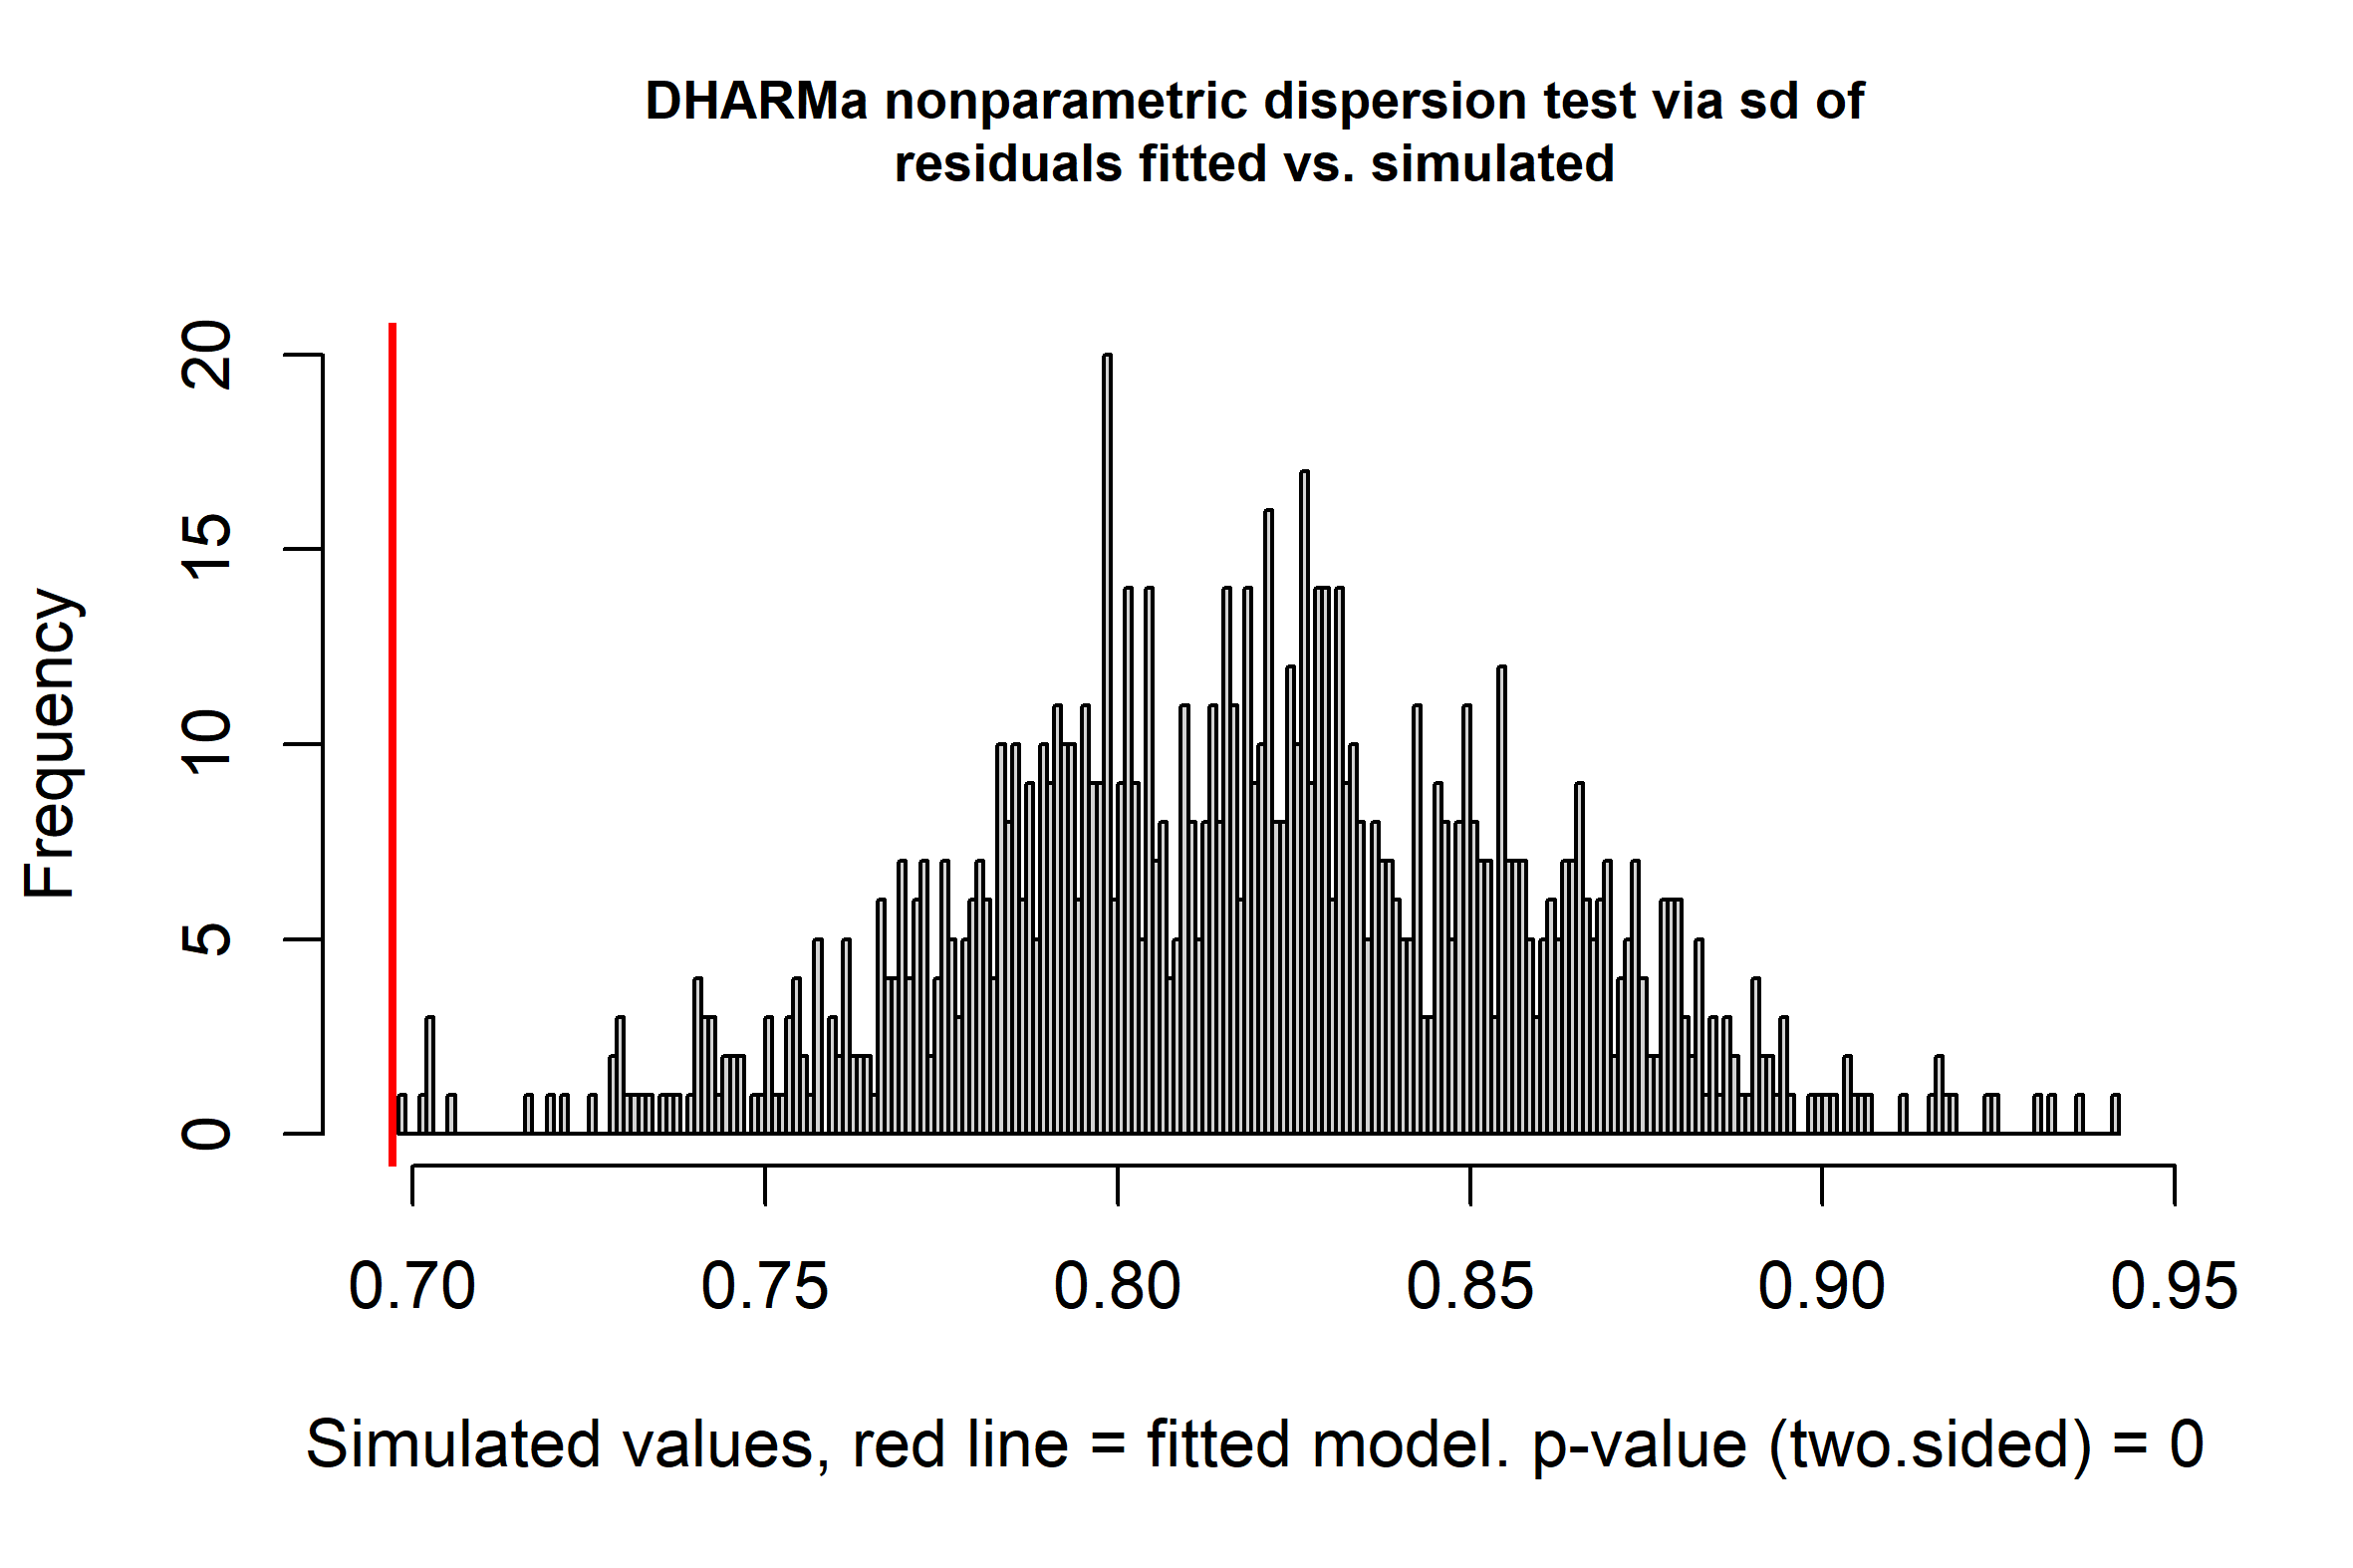 DHARMa nonparametric dispersion test via sd of
residuals fitted vs. simulated
Frequency
20
15
10
5
0
0.70 0.75 0.80 0.85 0.90 0.95
Simulated values, red line = fitted model. p-value (two.sided) = 0